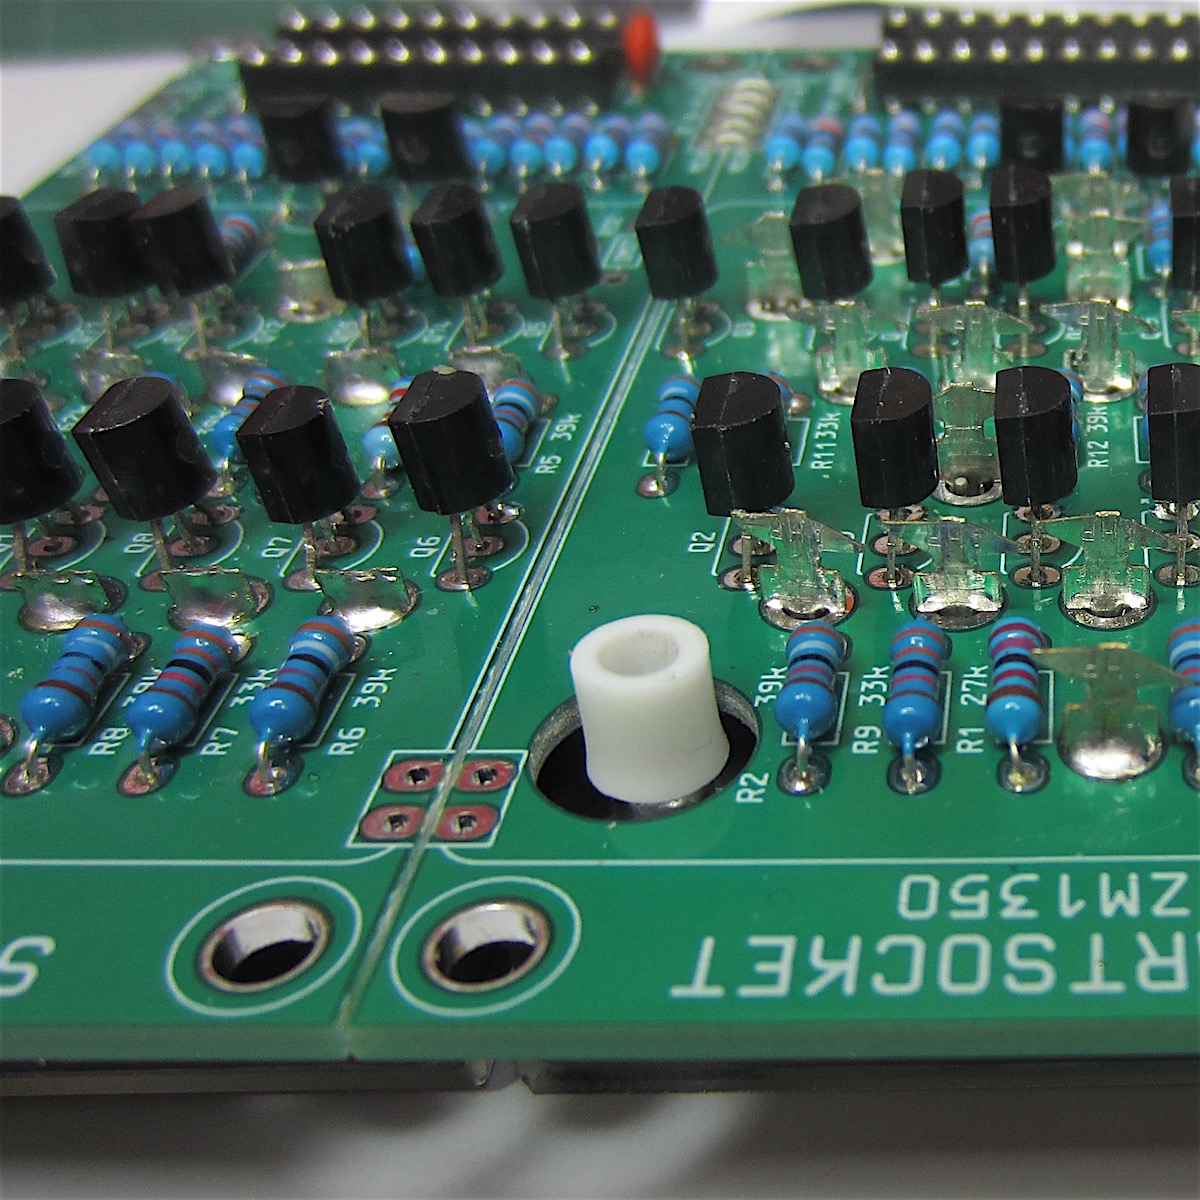 R5 39k
R11 33k
R12 39k
Q8
Q7
Q6
Q2
R8 39k
R7 33k
R6 39k
R2 39k
R9 33k
R1 27k
ZM1350
RTSOCKET
S